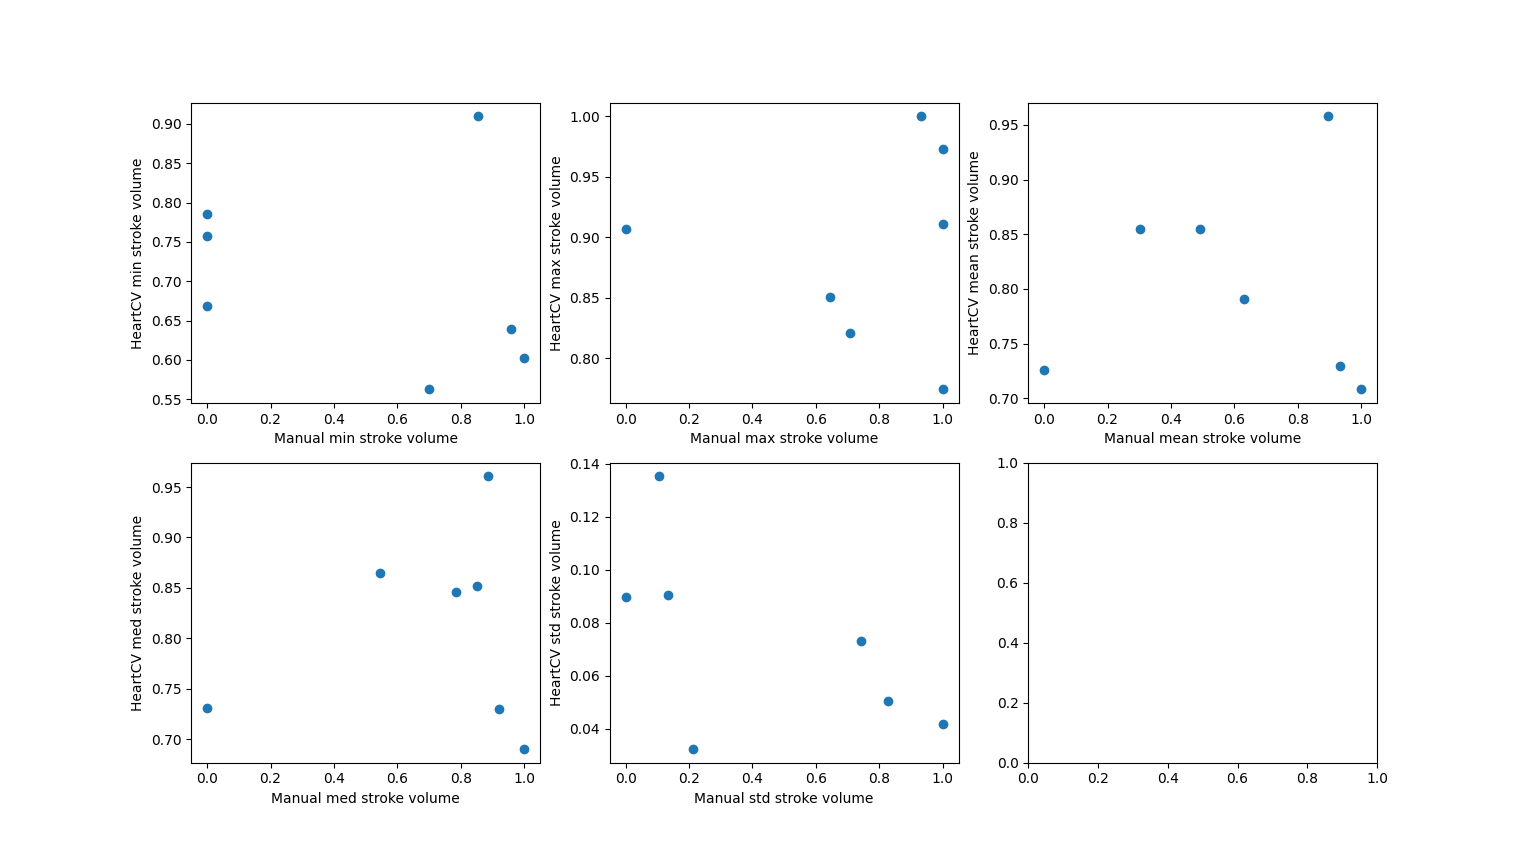 0.90
0.85
0.80
0.75
0.70
0.65
0.60
0.55
HeartCV min stroke volume
0.0 0.2 0.4 0.6 0.8 1.0
Manual min stroke volume
1.00
0.95
0.90
0.85
0.80
HeartCV max stroke volume
0.0 0.2 0.4 0.6 0.8 1.0
Manual max stroke volume
0.95
0.90
0.85
0.80
0.75
0.70
HeartCV mean stroke volume
0.0 0.2 0.4 0.6 0.8 1.0
Manual mean stroke volume
0.95
0.90
0.85
0.80
0.75
0.70
HeartCV med stroke volume
0.0 0.2 0.4 0.6 0.8 1.0
Manual med stroke volume
0.14
0.12
0.10
0.08
0.06
0.04
HeartCV std stroke volume
0.0 0.2 0.4 0.6 0.8 1.0
Manual std stroke volume
1.0
0.8
0.6
0.4
0.2
0.0
0.0 0.2 0.4 0.6 0.8 1.0